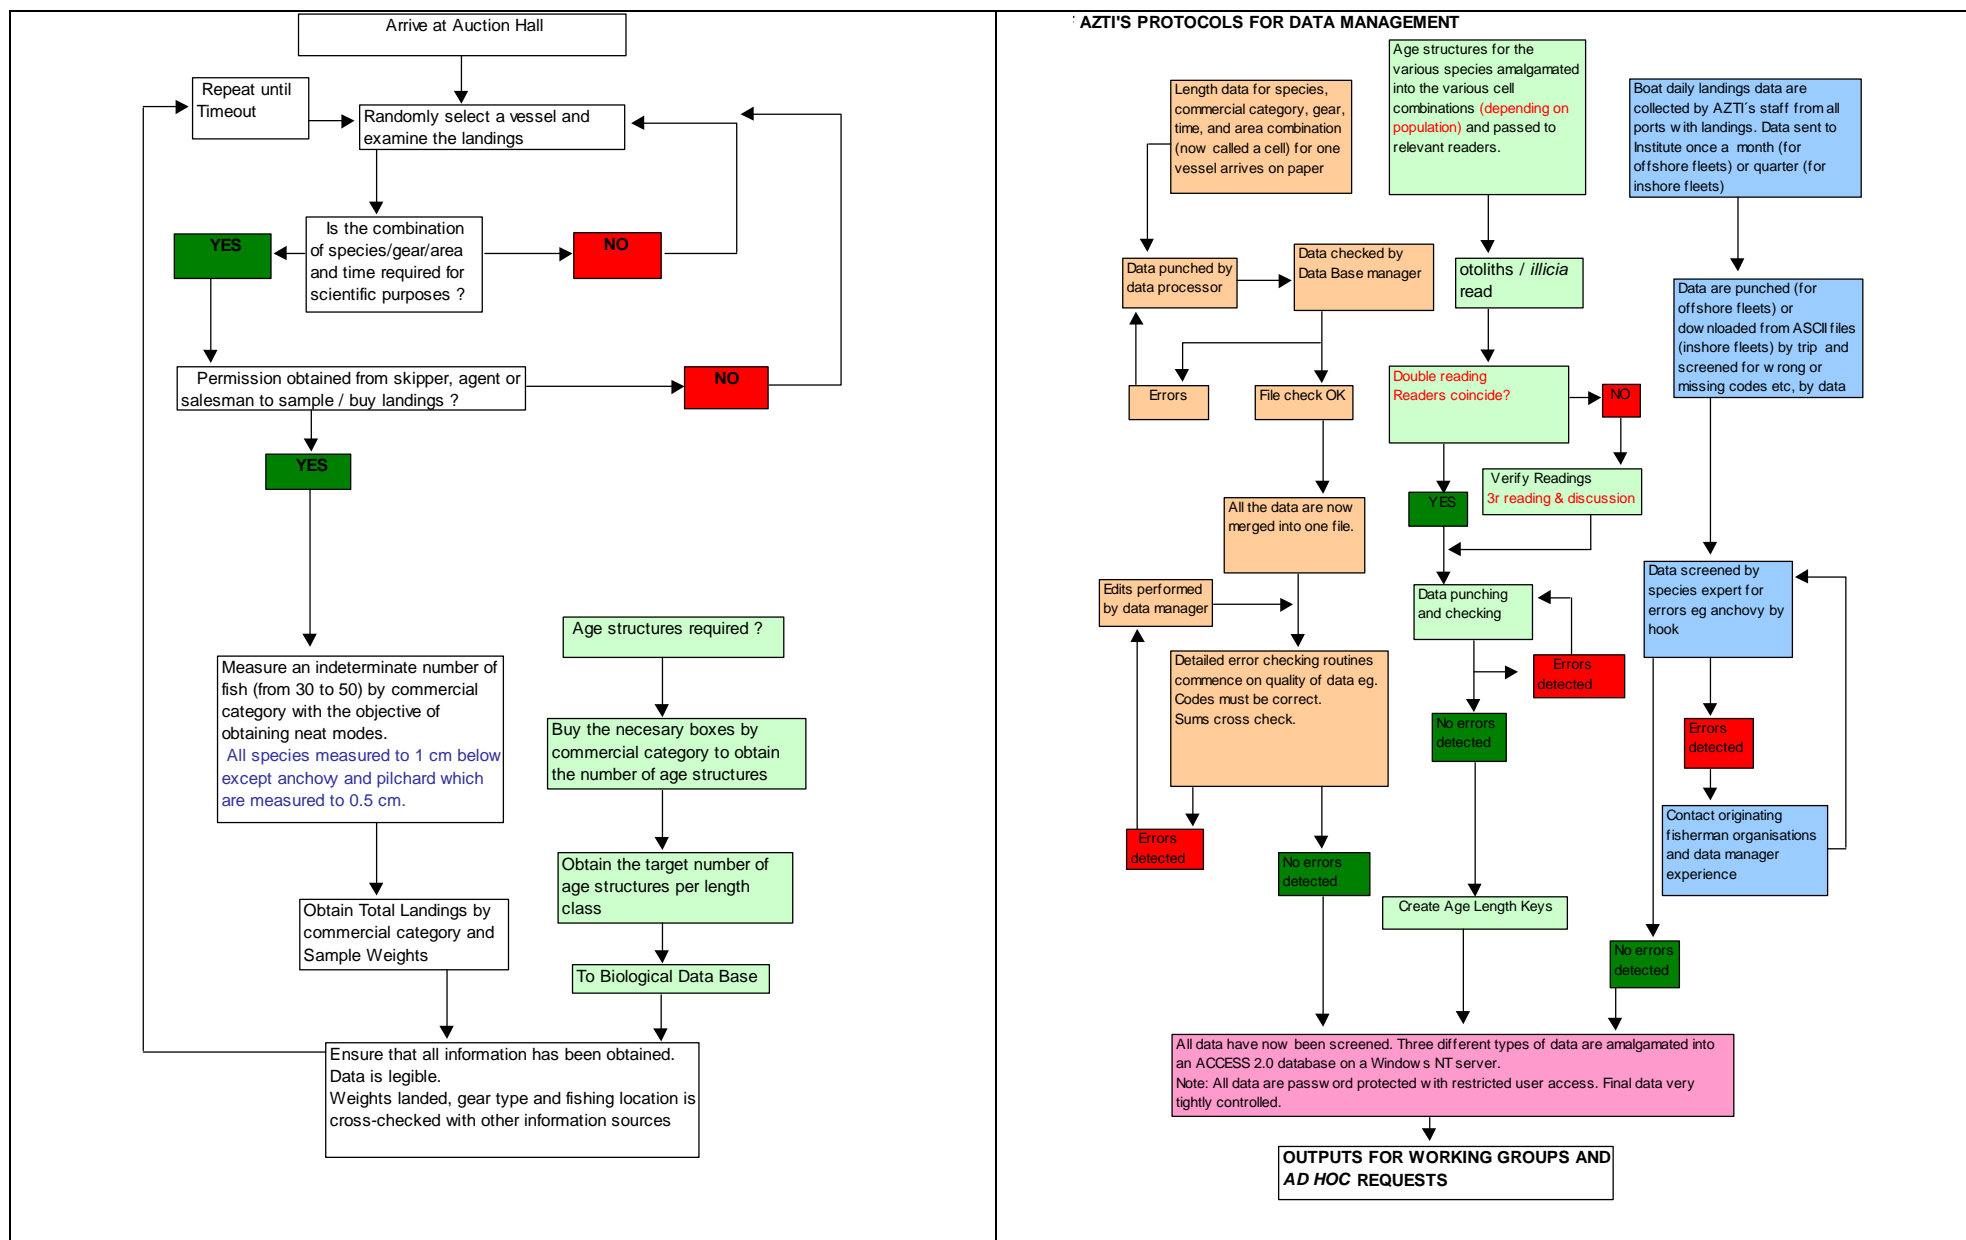 Arrive at Auction Hall
Repeat until
Timeout
Randomly select a vessel and
examine the landings
Is the combination
of species/gear/area
and time required for
scientific purposes ?
YES
NO
Permission obtained from skipper, agent or
salesman to sample / buy landings ?
NO
YES
Measure an indeterminate number of
fish (from 30 to 50) by commercial
category with the objective of
obtaining neat modes.
All species measured to 1 cm below
except anchovy and pilchard which
are measured to 0.5 cm.
Obtain Total Landings by
commercial category and
Sample Weights
Age structures required ?
Buy the necesary boxes by
commercial category to obtain
the number of age structures
Obtain the target number of
age structures per length
class
To Biological Data Base
Ensure that all information has been obtained.
Data is legible.
Weights landed, gear type and fishing location is
cross-checked with other information sources
AZTI'S PROTOCOLS FOR DATA MANAGEMENT
Length data for species,
commercial category, gear,
time, and area combination
(now called a cell) for one
vessel arrives on paper
Data punched by
data processor
Data checked by
Data Base manager
Errors
File check OK
All the data are now
merged into one file.
Edits performed
by data manager
Detailed error checking routines
commence on quality of data eg.
Codes must be correct.
Sums cross check.
Errors
detected
No errors
detected
Age structures for the
various species amalgamated
into the various cell
combinations (depending on
population) and passed to
relevant readers.
otoliths / illicia
read
Double reading
Readers coincide?
NO
Verify Readings
3r reading & discussion
YES
Data punching
and checking
Errors
detected
No errors
detected
Create Age Length Keys
Boat daily landings data are
collected by AZTI´s staff from all
ports with landings. Data sent to
Institute once a month (for
offshore fleets) or quarter (for
inshore fleets)
Data are punched (for
offshore fleets) or
downloaded from ASCII files
(inshore fleets) by trip and
screened for wrong or
missing codes etc, by data
Data screened by
species expert for
errors eg anchovy by
hook
Errors
detected
Contact originating
fisherman organisations
and data manager
experience
No errors
detected
All data have now been screened. Three different types of data are amalgamated into
an ACCESS 2.0 database on a Windows NT server.
Note: All data are password protected with restricted user access. Final data very
tightly controlled.
OUTPUTS FOR WORKING GROUPS AND
AD HOC REQUESTS